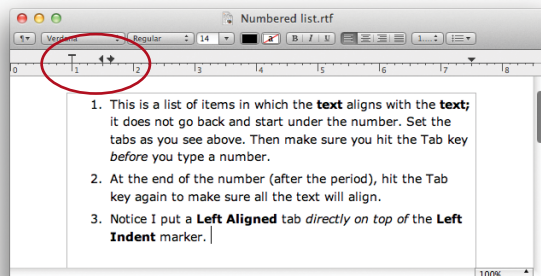 Numbered list.rtf
¶ Verdana Regular 14 a B I U 1.…
0 1 2 3 4 5 6 7 8
1. This is a list of items in which the text aligns with the text;
it does not go back and start under the number. Set the
tabs as you see above. Then make sure you hit the Tab key
before you type a number.
2. At the end of the number (after the period), hit the Tab
key again to make sure all the text will align.
3. Notice I put a Left Aligned tab directly on top of the Left
Indent marker.
100%